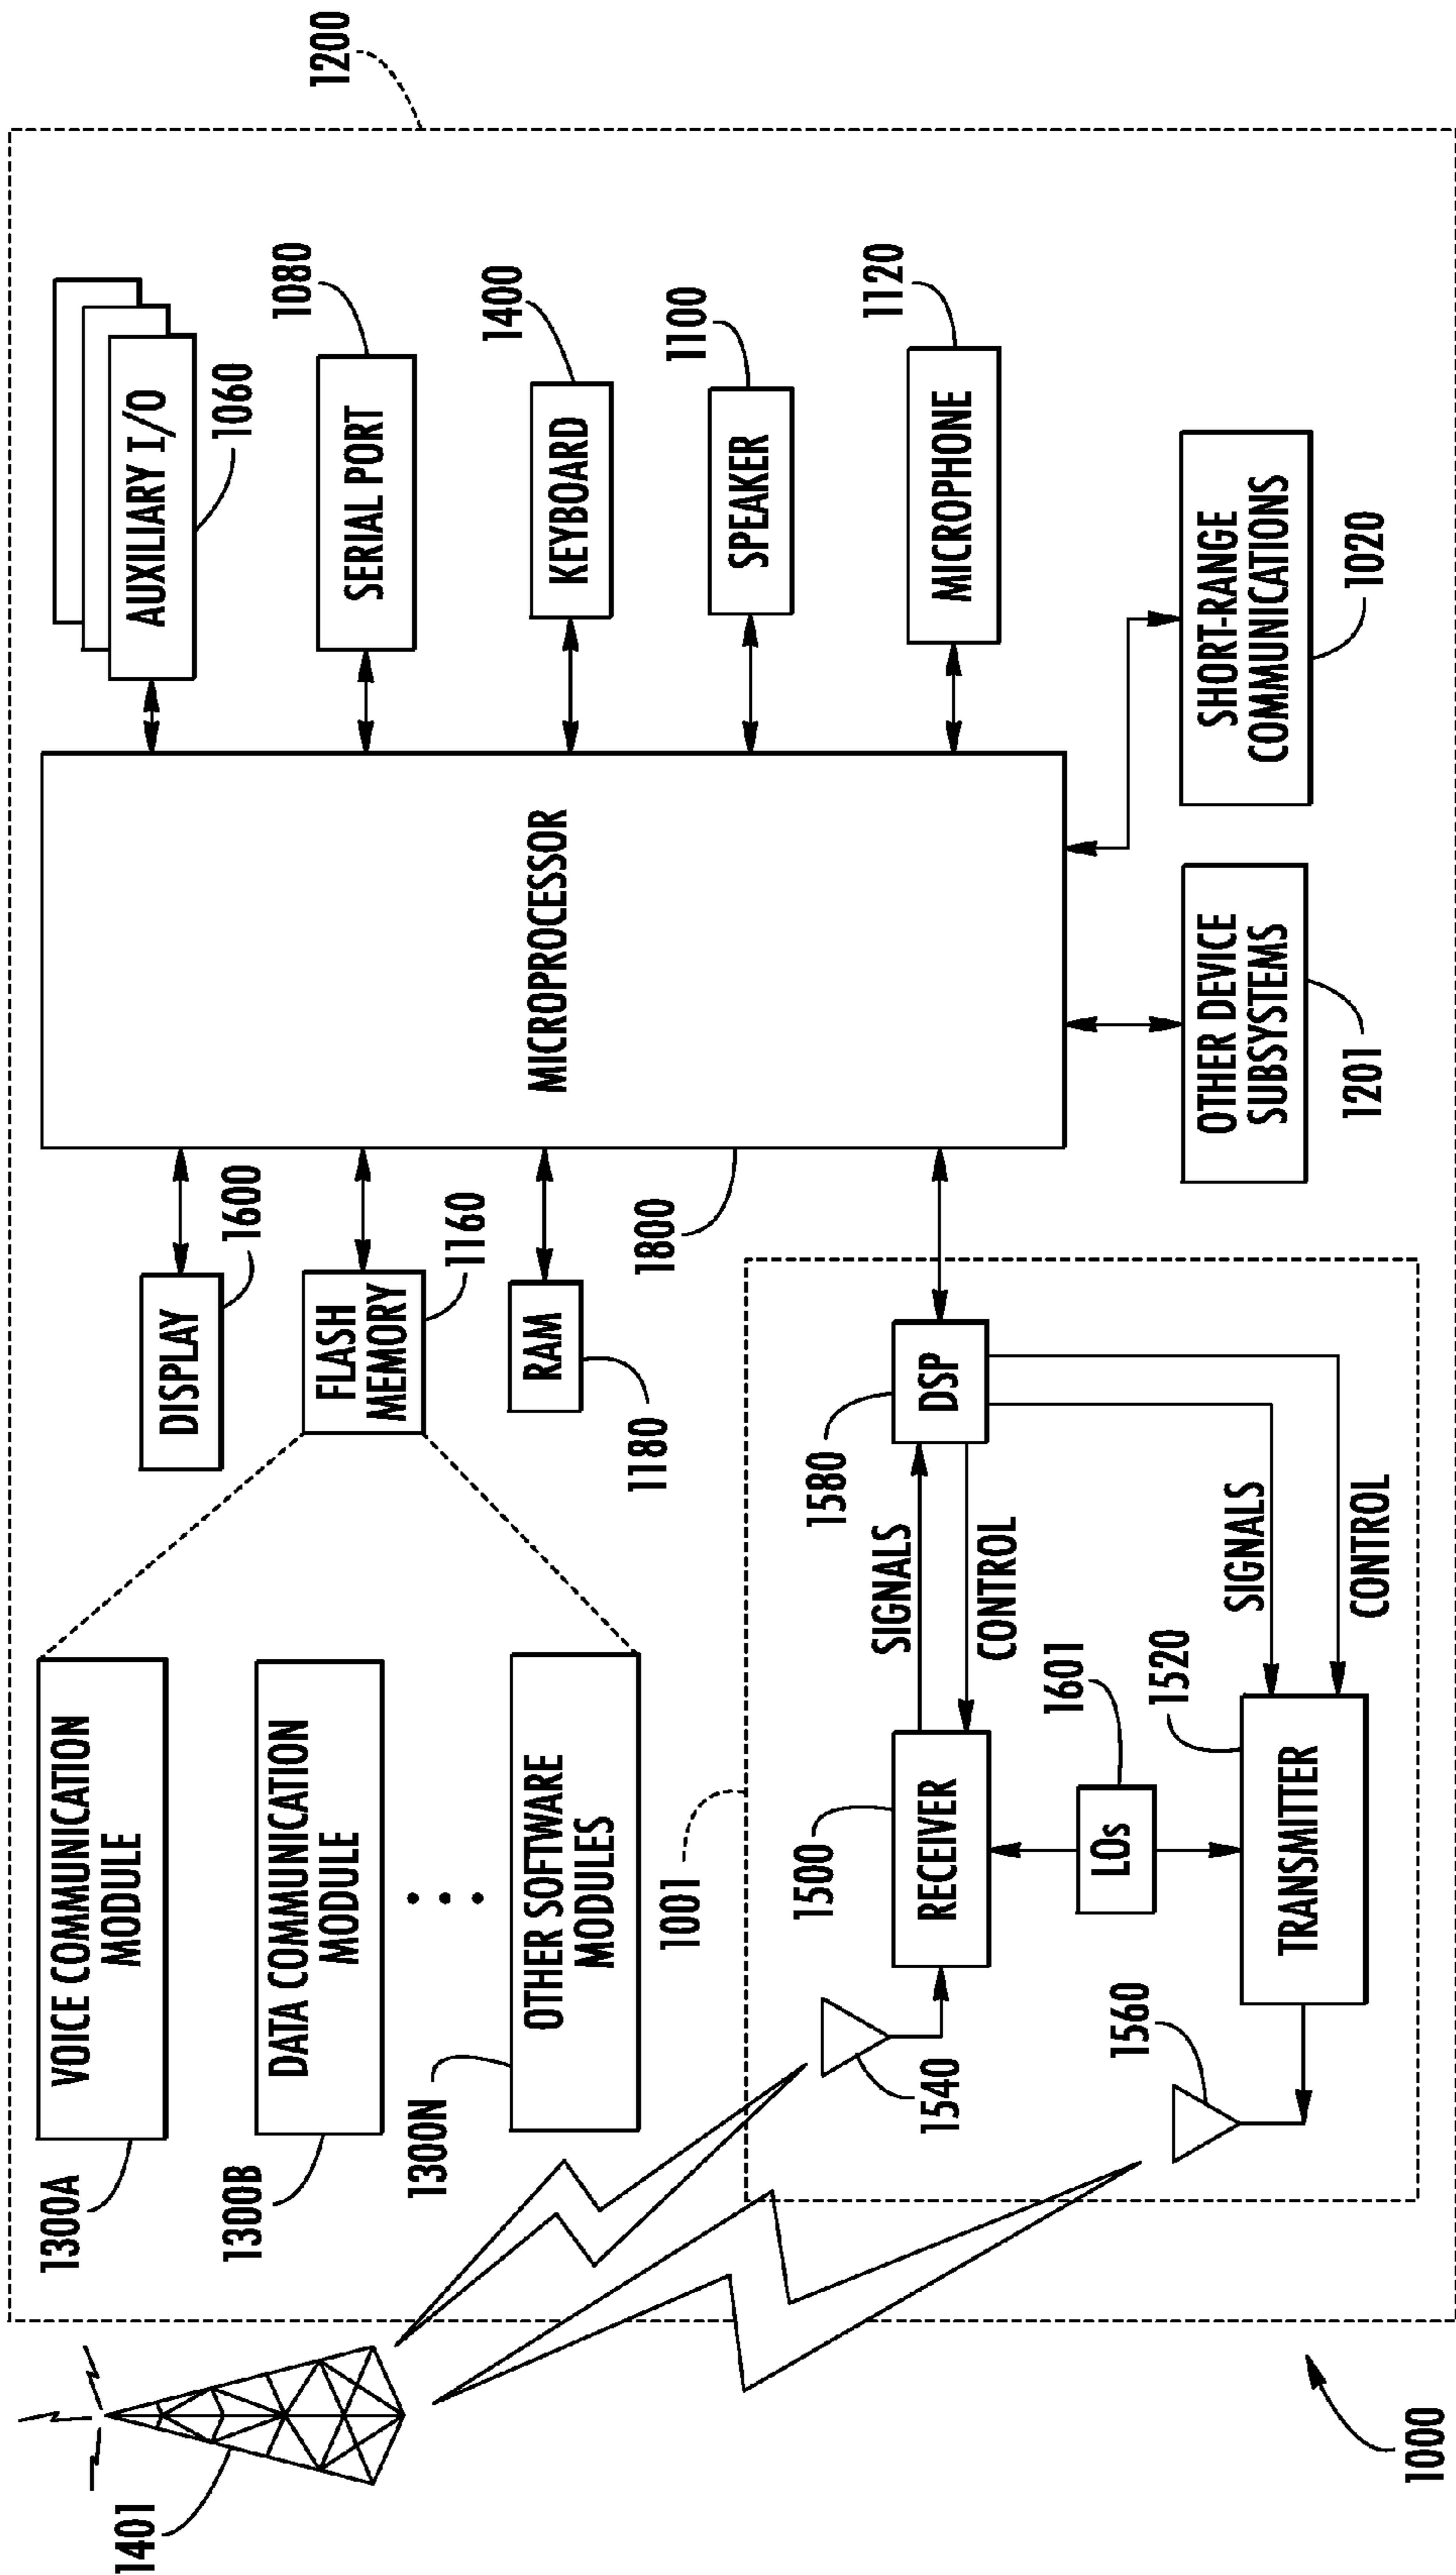 1200
AUXILIARY I/O
1060
SERIAL PORT
1080
KEYBOARD
1400
SPEAKER
1100
MICROPHONE
1120
SHORT-RANGE
COMMUNICATIONS
1020
MICROPROCESSOR
1800
OTHER DEVICE
SUBSYSTEMS
1201
DISPLAY
1600
FLASH
MEMORY
1160
RAM
1180
VOICE COMMUNICATION
MODULE
1300A
DATA COMMUNICATION
MODULE
1300B
OTHER SOFTWARE
MODULES
1300N
1001
DSP
1580
SIGNALS
CONTROL
RECEIVER
1500
LOs
1601
SIGNALS
CONTROL
TRANSMITTER
1520
1540
1560
1401
1000